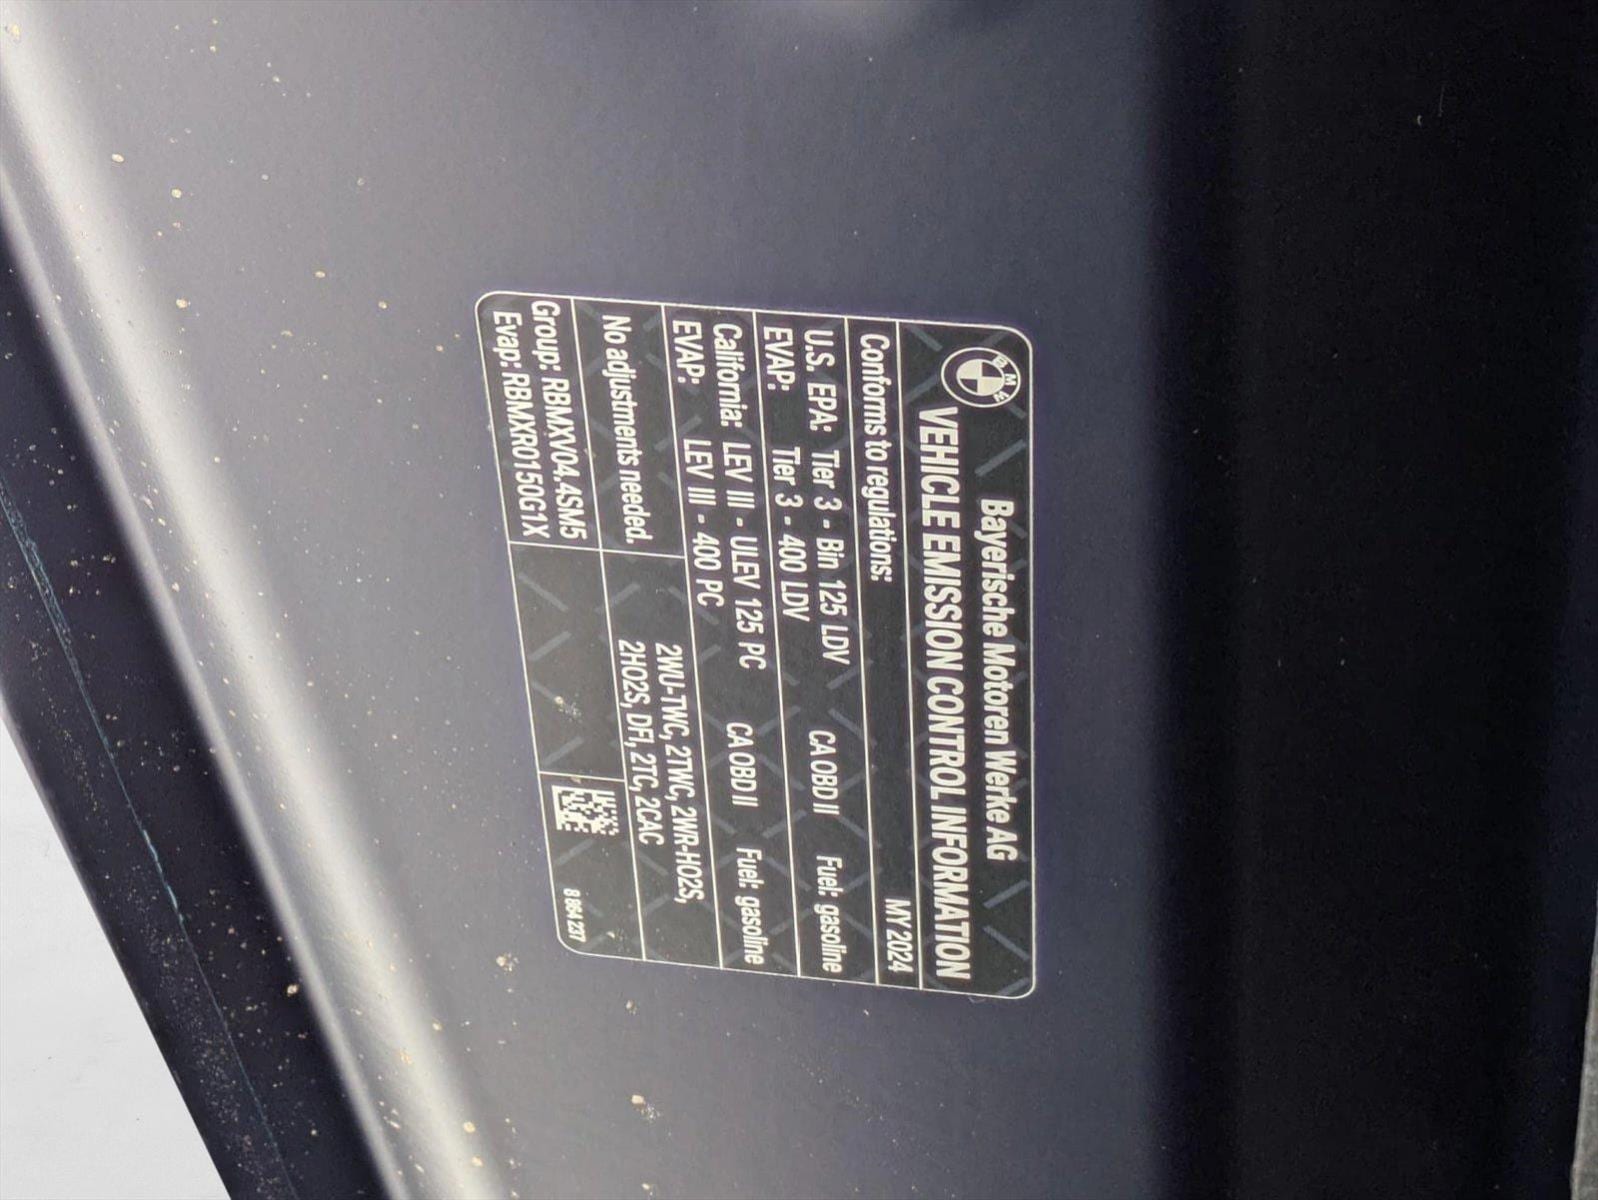 BMW
Bayerische Motoren Werke AG
VEHICLE EMISSION CONTROL INFORMATION
MY 2024
Conforms to regulations:
U.S. EPA: Tier 3 - Bin 125 LDV CA OBD II Fuel: gasoline
EVAP: Tier 3 - 400 LDV
California: LEV III - ULEV 125 PC CA OBD II Fuel: gasoline
EVAP: LEV III - 400 PC
No adjustments needed.
2WU-TWC, 2TWC, 2WR-HO2S,
2HO2S, DFI, 2TC, 2CAC
Group: RBMXV04.4SM5
Evap: RBMXR0150G1X
8 864 237